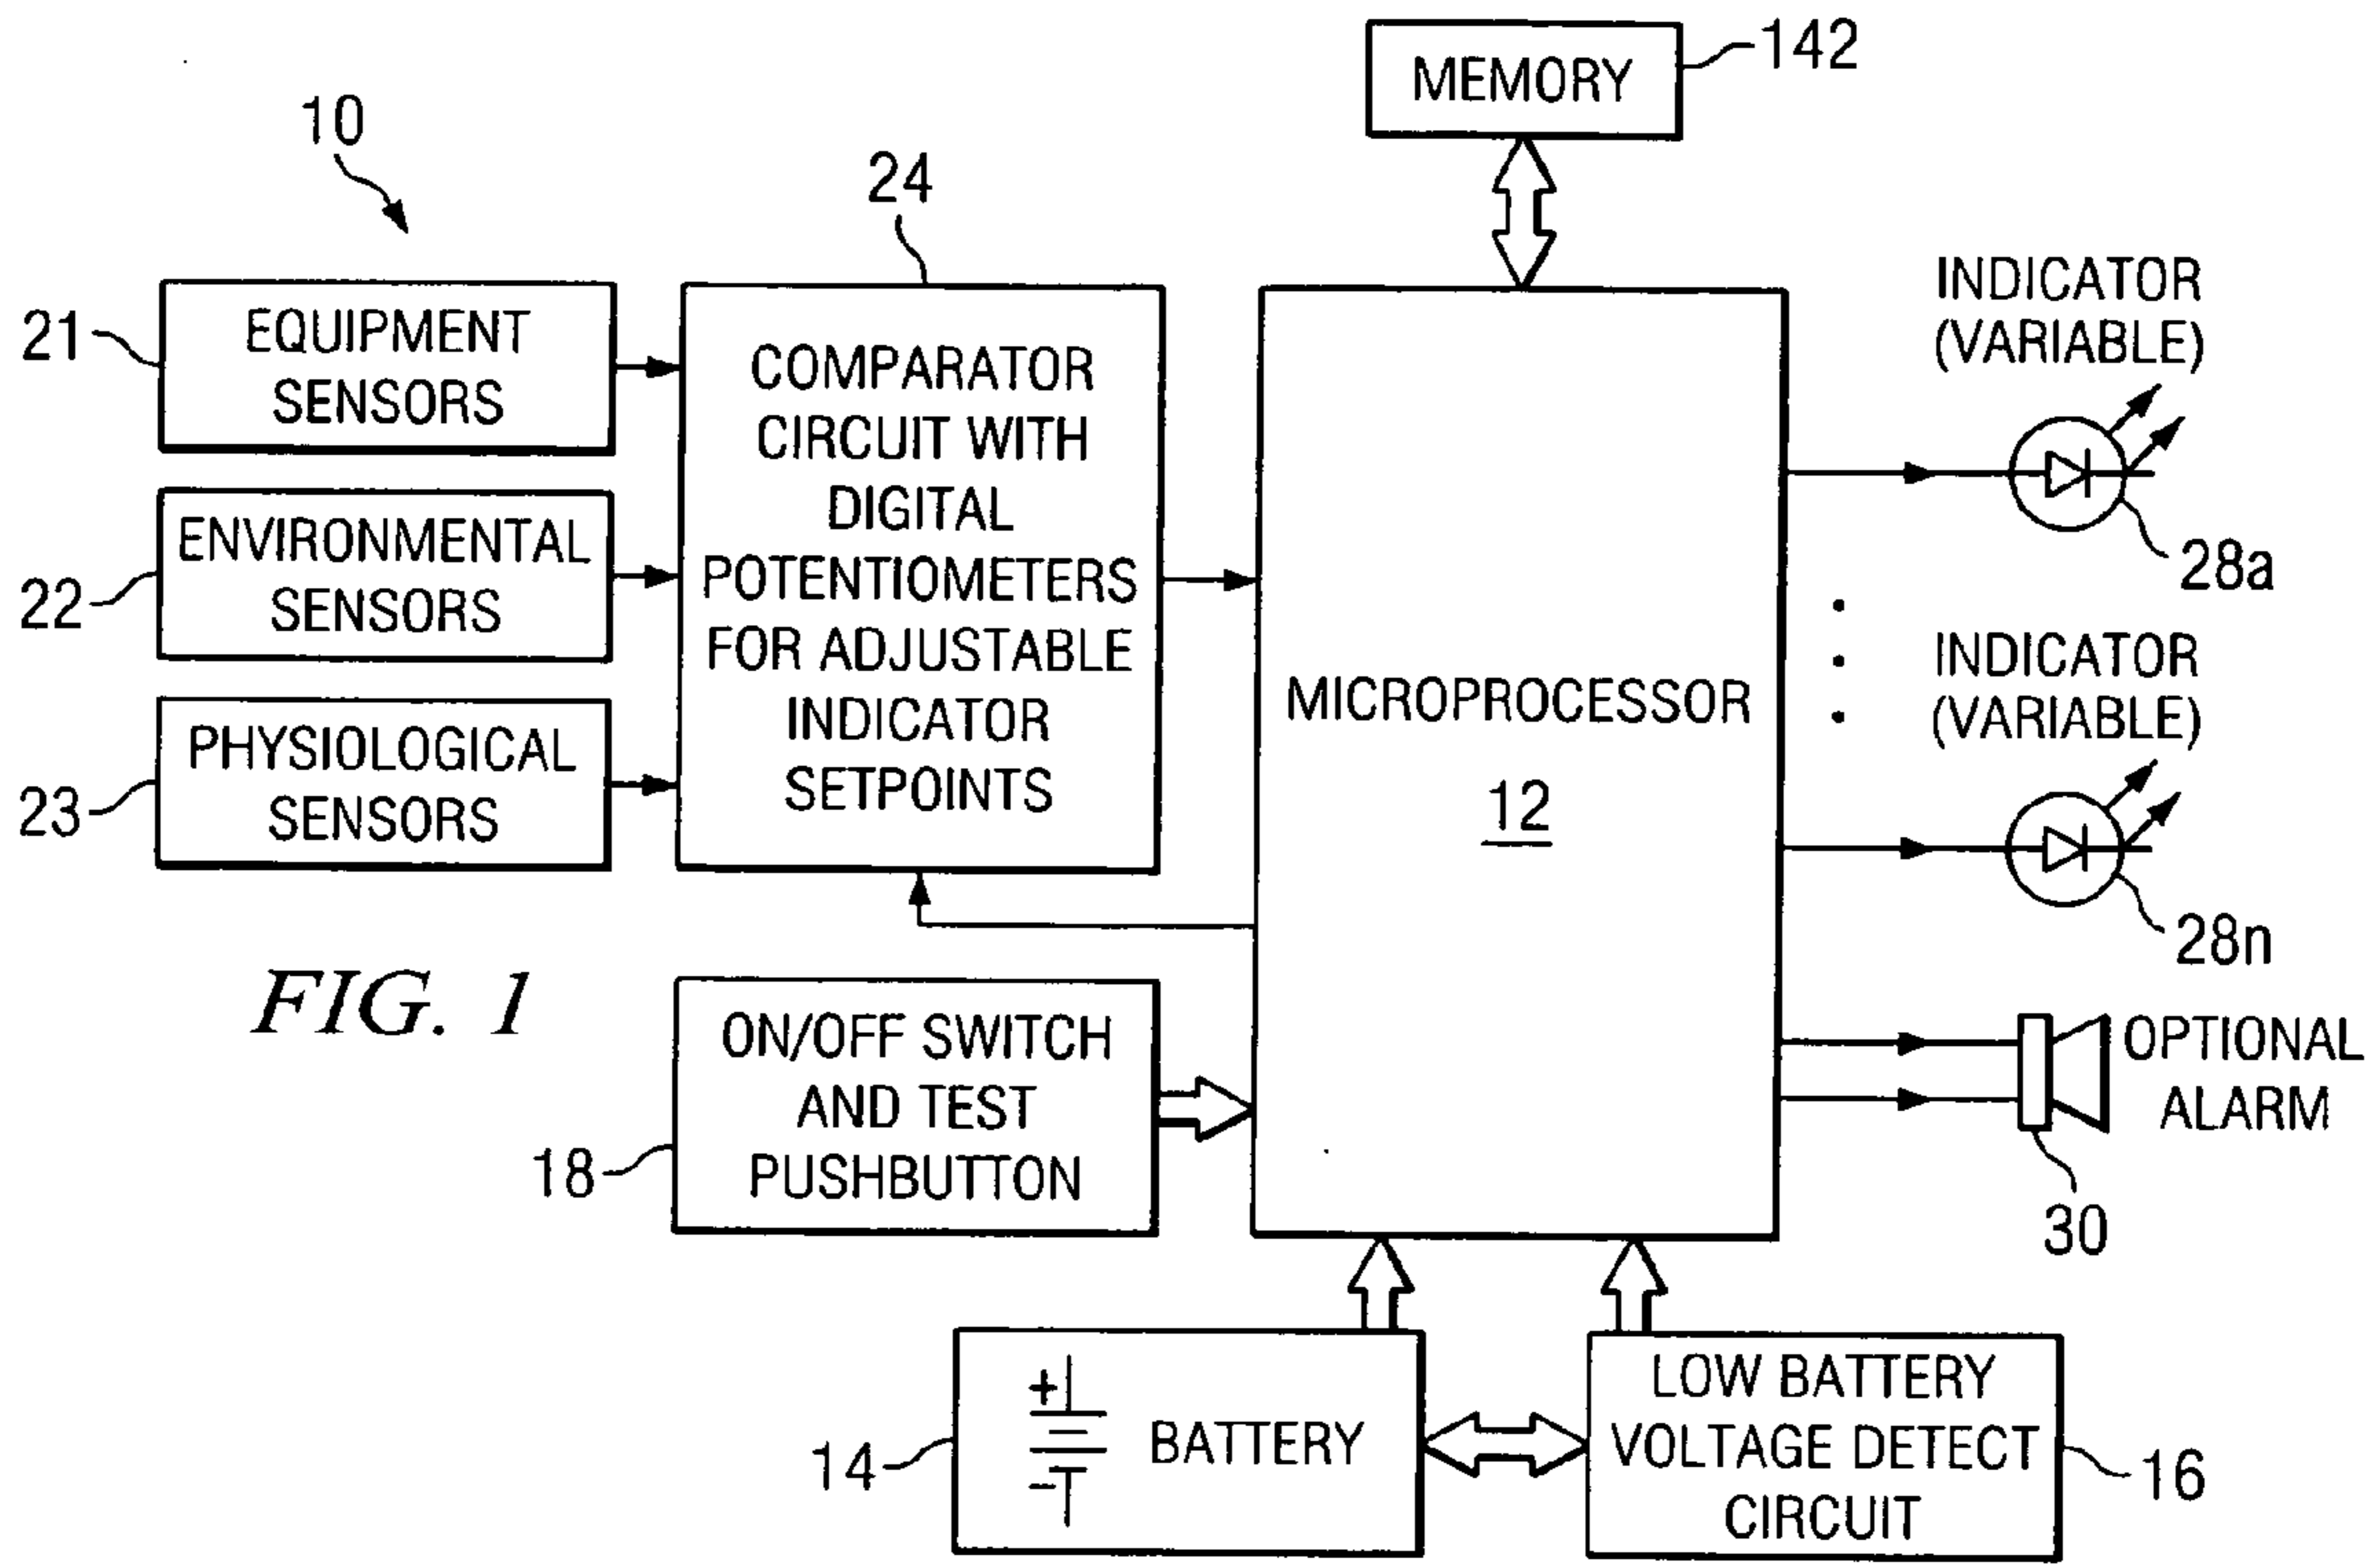 MEMORY
142
10
24
21
EQUIPMENT
SENSORS
22
ENVIRONMENTAL
SENSORS
23
PHYSIOLOGICAL
SENSORS
COMPARATOR
CIRCUIT WITH
DIGITAL
POTENTIOMETERS
FOR ADJUSTABLE
INDICATOR
SETPOINTS
MICROPROCESSOR
12
INDICATOR
(VARIABLE)
28a
INDICATOR
(VARIABLE)
28n
OPTIONAL
ALARM
30
FIG. 1
18
ON/OFF SWITCH
AND TEST
PUSHBUTTON
14
+
-
BATTERY
LOW BATTERY
VOLTAGE DETECT
CIRCUIT
16